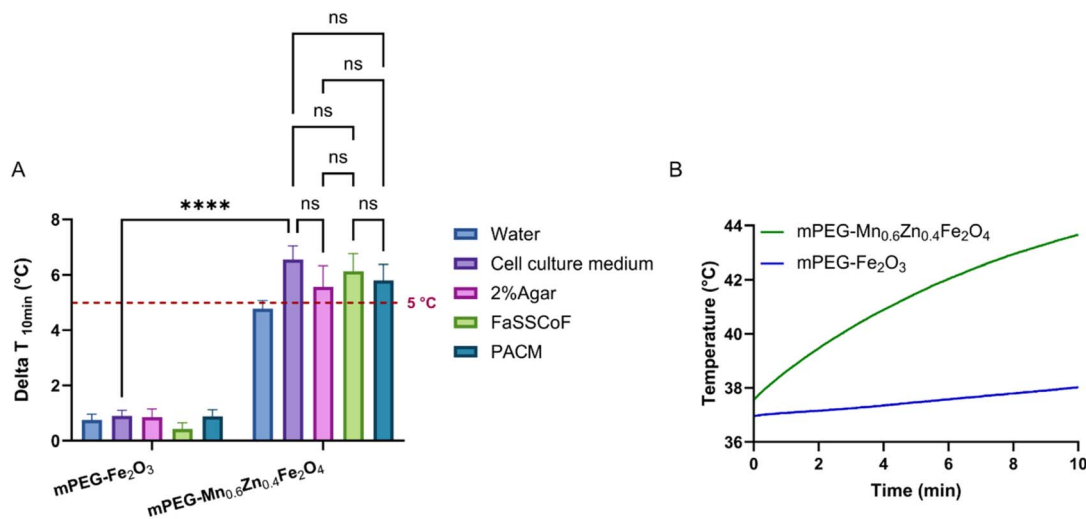 A
ns
ns
ns
ns
****
ns
ns
Delta T 10min (°C)
8
6
4
2
0
5 °C
mPEG-Fe₂O₃
mPEG-Mn₀.₆Zn₀.₄Fe₂O₄
Water
Cell culture medium
2%Agar
FaSSCoF
PACM
B
Temperature (°C)
44
42
40
38
36
mPEG-Mn₀.₆Zn₀.₄Fe₂O₄
mPEG-Fe₂O₃
0 2 4 6 8 10
Time (min)